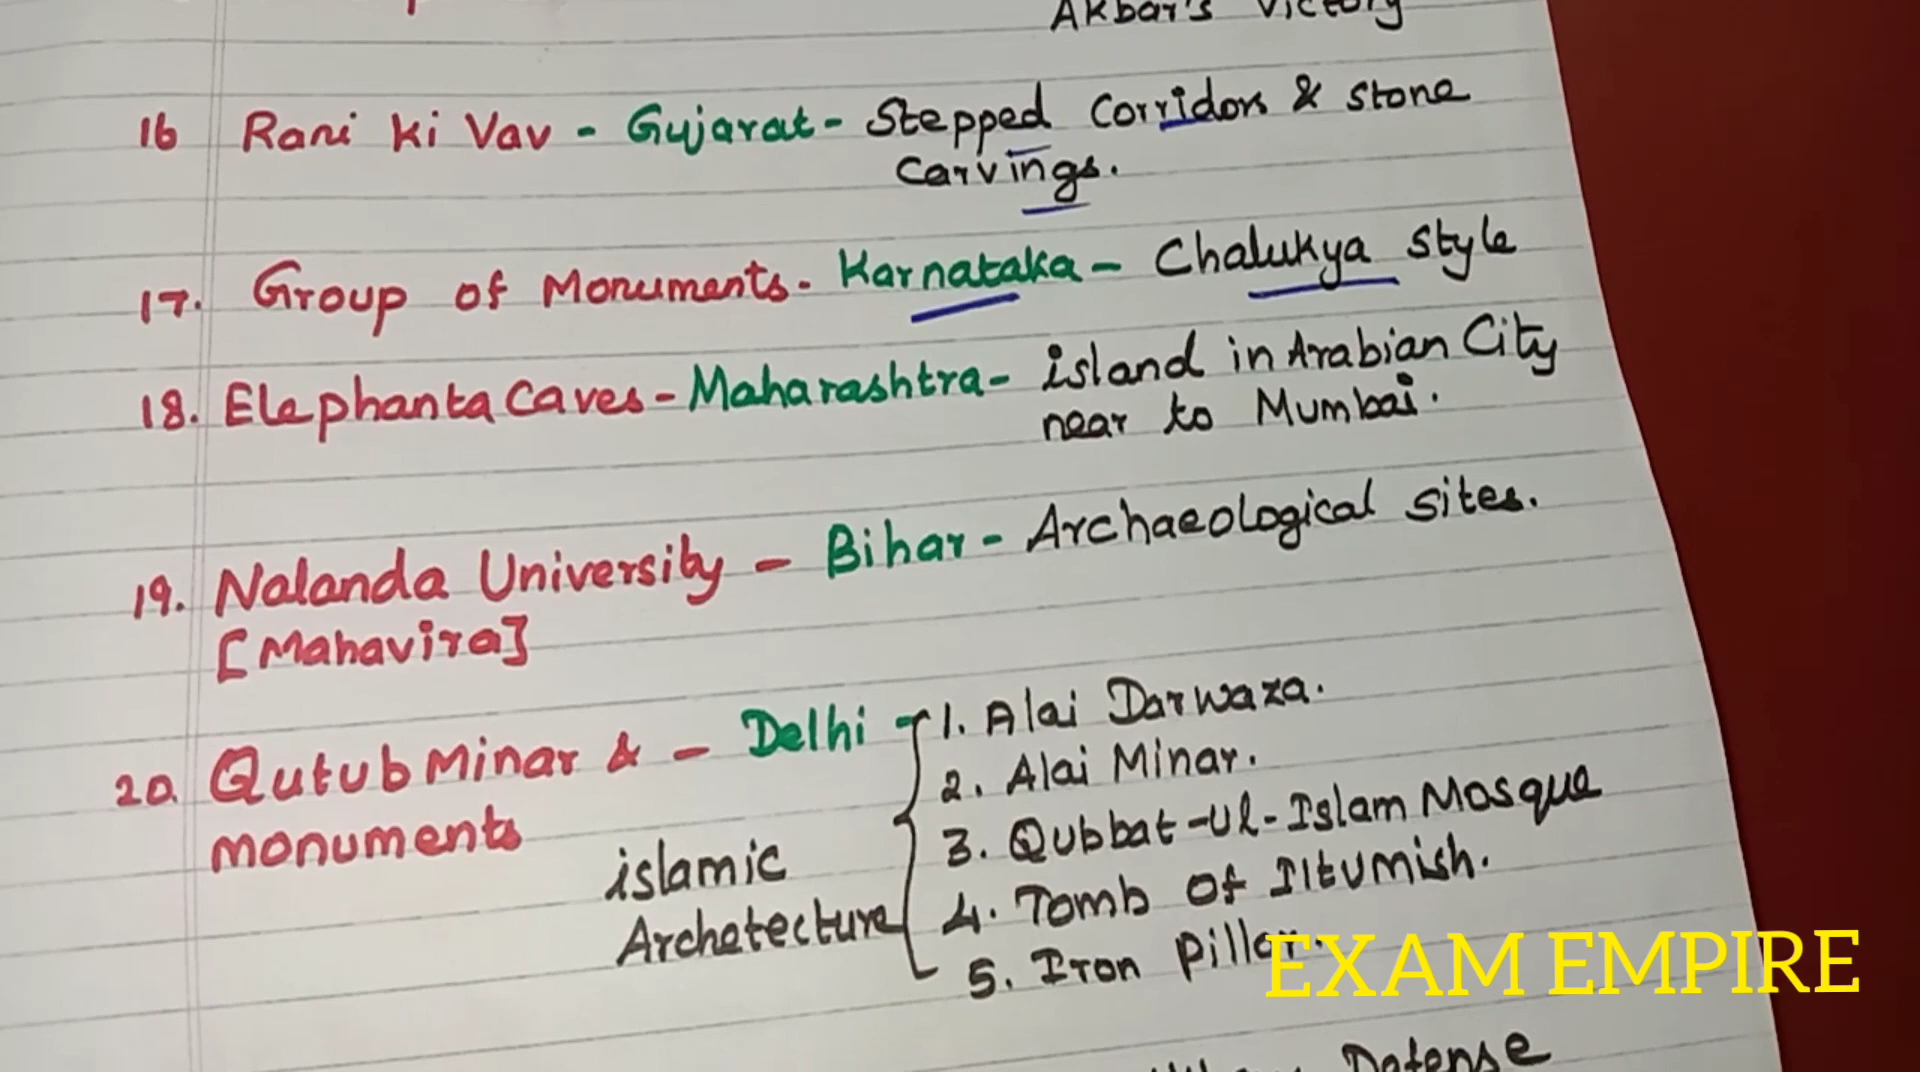 Akbar's Victory
16 Rani Ki Vav - Gujarat - Stepped Corridors & stone
Carvings.
17. Group of Monuments - Karnataka - Chalukya style
18. Elephanta Caves - Maharashtra - island in Arabian City
near to Mumbai.
19. Nalanda University - Bihar - Archaeological sites.
[Mahavira]
20. Qutub Minar & - Delhi - 1. Alai Darwaza.
monuments
2. Alai Minar.
islamic
Archetecture
3. Qubbat-Ul-Islam Mosque
4. Tomb of Iltumish.
5. Iron Pillar.
EXAM EMPIRE
Defense